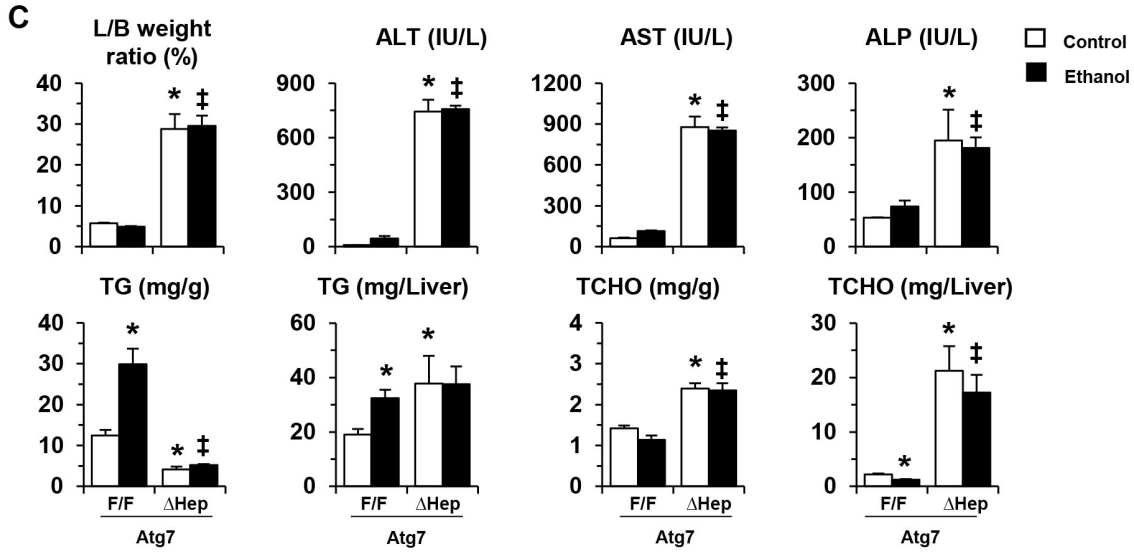 C
L/B weight
ratio (%)
ALT (IU/L)
AST (IU/L)
ALP (IU/L)
Control
Ethanol
40
30
20
10
0
*
‡
900
600
300
0
*
‡
1200
900
600
300
0
*
‡
300
200
100
0
*
‡
TG (mg/g)
TG (mg/Liver)
TCHO (mg/g)
TCHO (mg/Liver)
40
30
20
10
0
*
*
‡
60
40
20
0
*
*
4
3
2
1
0
*
‡
30
20
10
0
*
*
‡
F/F ΔHep
F/F ΔHep
F/F ΔHep
F/F ΔHep
Atg7
Atg7
Atg7
Atg7